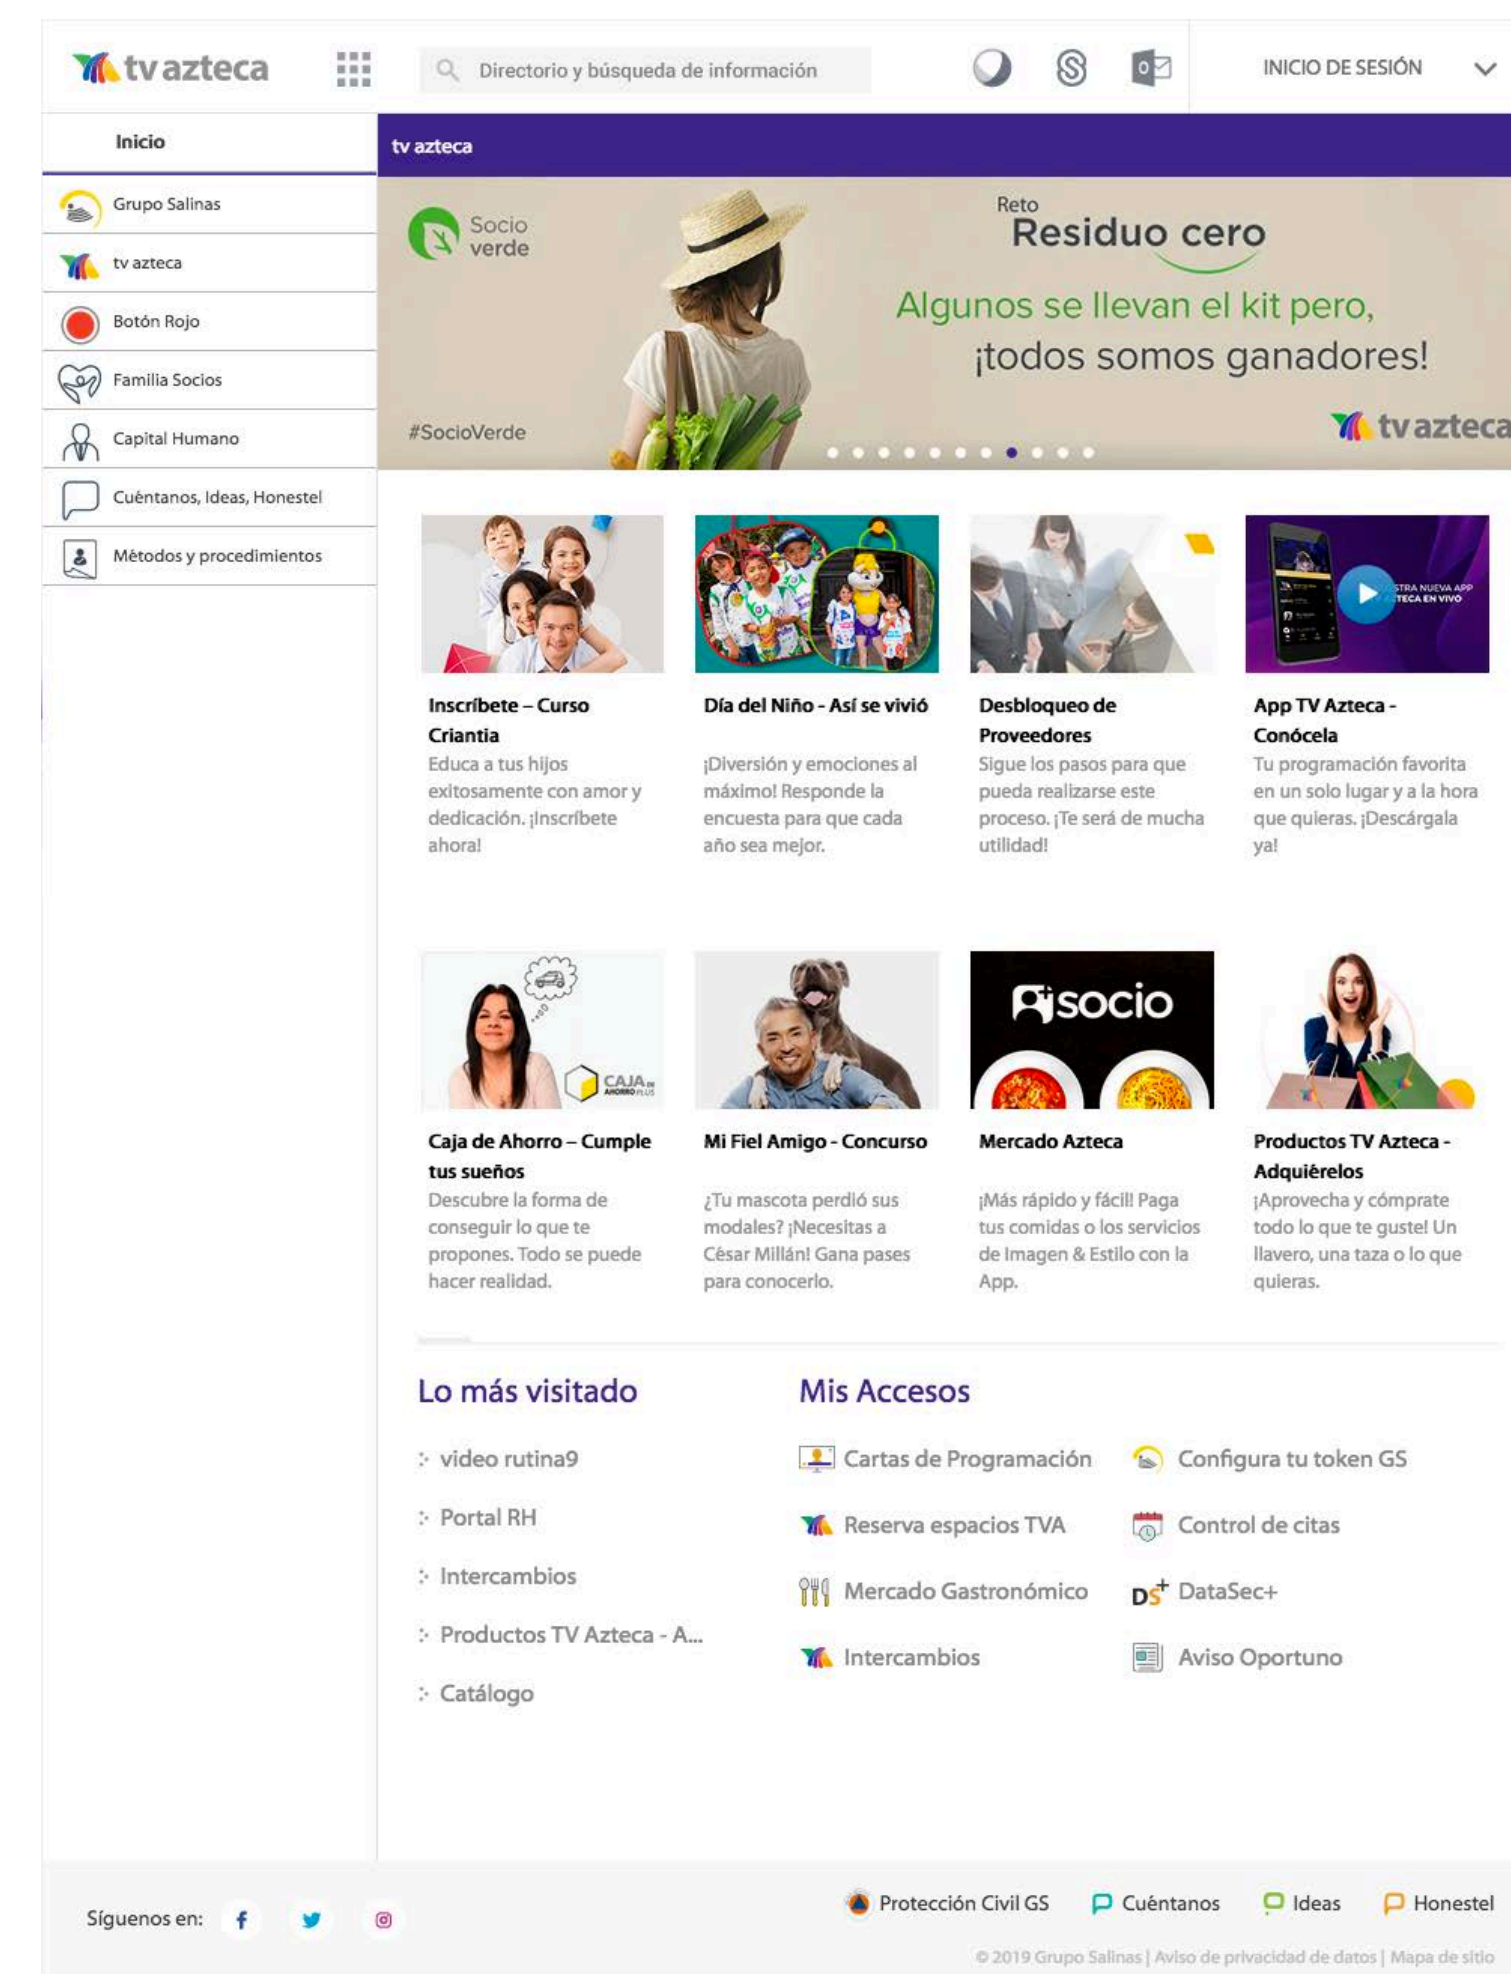 tv azteca
Directorio y búsqueda de información
INICIO DE SESIÓN
Inicio
Grupo Salinas
tv azteca
Botón Rojo
Familia Socios
Capital Humano
Cuéntanos, Ideas, Honestel
Métodos y procedimientos
tv azteca
Socio
verde
Reto
Residuo cero
Algunos se llevan el kit pero,
¡todos somos ganadores!
#SocioVerde
tv azteca
STRA NUEVA APP
TECA EN VIVO
Inscríbete – Curso
Criantia
Educa a tus hijos
exitosamente con amor y
dedicación. ¡Inscríbete
ahora!
Día del Niño - Así se vivió
¡Diversión y emociones al
máximo! Responde la
encuesta para que cada
año sea mejor.
Desbloqueo de
Proveedores
Sigue los pasos para que
pueda realizarse este
proceso. ¡Te será de mucha
utilidad!
App TV Azteca -
Conócela
Tu programación favorita
en un solo lugar y a la hora
que quieras. ¡Descárgala
ya!
CAJA DE
AHORRO PLUS
socio
Caja de Ahorro – Cumple
tus sueños
Descubre la forma de
conseguir lo que te
propones. Todo se puede
hacer realidad.
Mi Fiel Amigo - Concurso
¿Tu mascota perdió sus
modales? ¡Necesitas a
César Millán! Gana pases
para conocerlo.
Mercado Azteca
¡Más rápido y fácil! Paga
tus comidas o los servicios
de Imagen & Estilo con la
App.
Productos TV Azteca -
Adquiérelos
¡Aprovecha y cómprate
todo lo que te guste! Un
llavero, una taza o lo que
quieras.
Lo más visitado
video rutina9
Portal RH
Intercambios
Productos TV Azteca - A...
Catálogo
Mis Accesos
Cartas de Programación
Configura tu token GS
Reserva espacios TVA
Control de citas
Mercado Gastronómico
DS+ DataSec+
Intercambios
Aviso Oportuno
Síguenos en:
Protección Civil GS
Cuéntanos
Ideas
Honestel
© 2019 Grupo Salinas | Aviso de privacidad de datos | Mapa de sitio